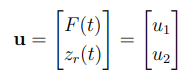 u = [F(t) z_r(t)] = [u_1 u_2]